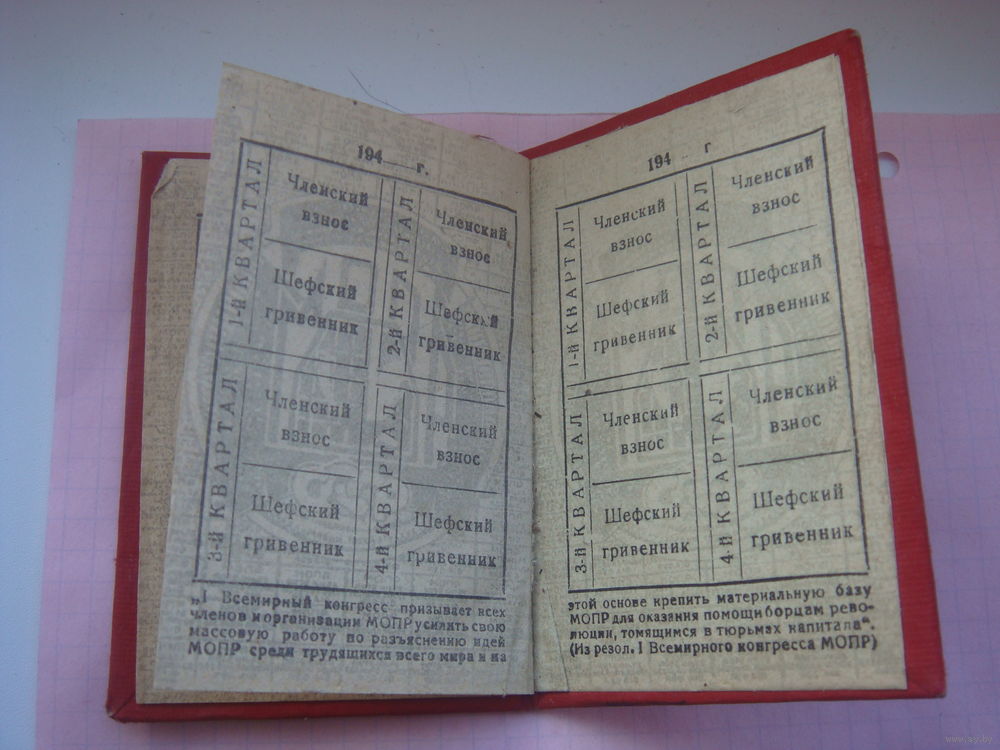 194 г.
1-й КВАРТАЛ
Членский
взнос
Шефский
гривенник
2-й КВАРТАЛ
Членский
взнос
Шефский
гривенник
3-й КВАРТАЛ
Членский
взнос
Шефский
гривенник
4-й КВАРТАЛ
Членский
взнос
Шефский
гривенник
„I Всемирный конгресс призывает всех
членов и организации МОПР усилить свою
массовую работу по разъяснению идей
МОПР среди трудящихся всего мира и на
194 г
1-й КВАРТАЛ
Членский
взнос
Шефский
гривенник
2-й КВАРТАЛ
Членский
взнос
Шефский
гривенник
3-й КВАРТАЛ
Членский
взнос
Шефский
гривенник
4-й КВАРТАЛ
Членский
взнос
Шефский
гривенник
этой основе крепить материальную базу
МОПР для оказания помощи борцам рево-
люции, томящимся в тюрьмах капитала“.
(Из резол. I Всемирного конгресса МОПР)
www.ay.by